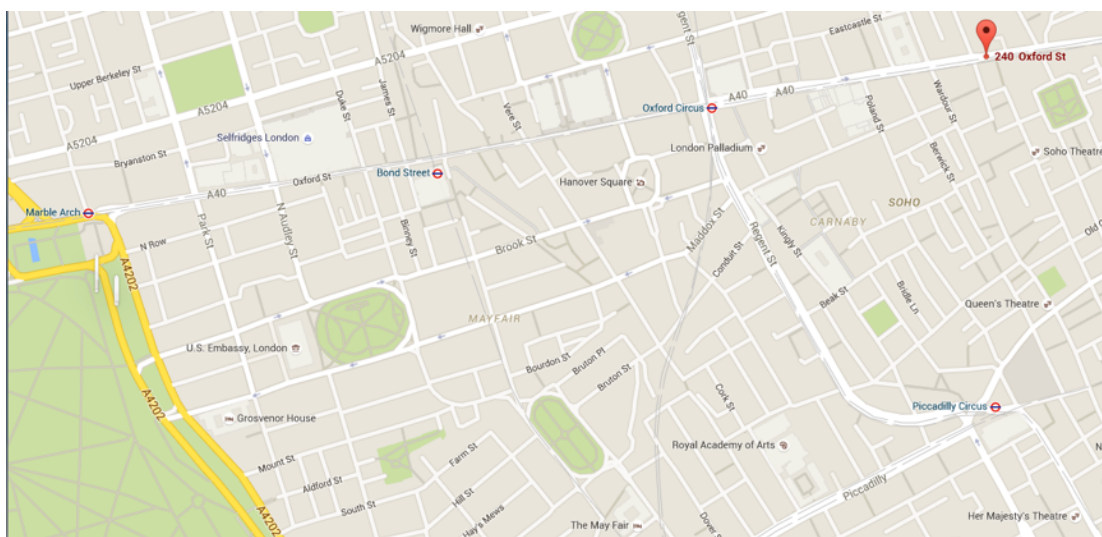 Wigmore Hall
Regent St
Eastcastle St
240 Oxford St
Upper Berkeley St
A5204
James St
A5204
Duke St
Vere St
Oxford Circus
A40
A40
Poland St
Wardour St
A5204
Selfridges London
London Palladium
Berwick St
Soho Theatre
Bryanston St
Oxford St
Bond Street
Hanover Square
A40
SOHO
Marble Arch
Park St
N Audley St
Binney St
Maddox St
CARNABY
Old C
N Row
Brook St
Conduit St
Regent St
Kingly St
A4202
Beak St
Bridle Ln
Queen's Theatre
MAYFAIR
U.S. Embassy, London
Bourdon St
Bruton Pl
Bruton St
A4202
Cork St
Piccadilly Circus
Grosvenor House
Royal Academy of Arts
Mount St
Farm St
Aldford St
Piccadilly
N
South St
Hill St
A4202
Hay's Mews
The May Fair
Dover St
Her Majesty's Theatre